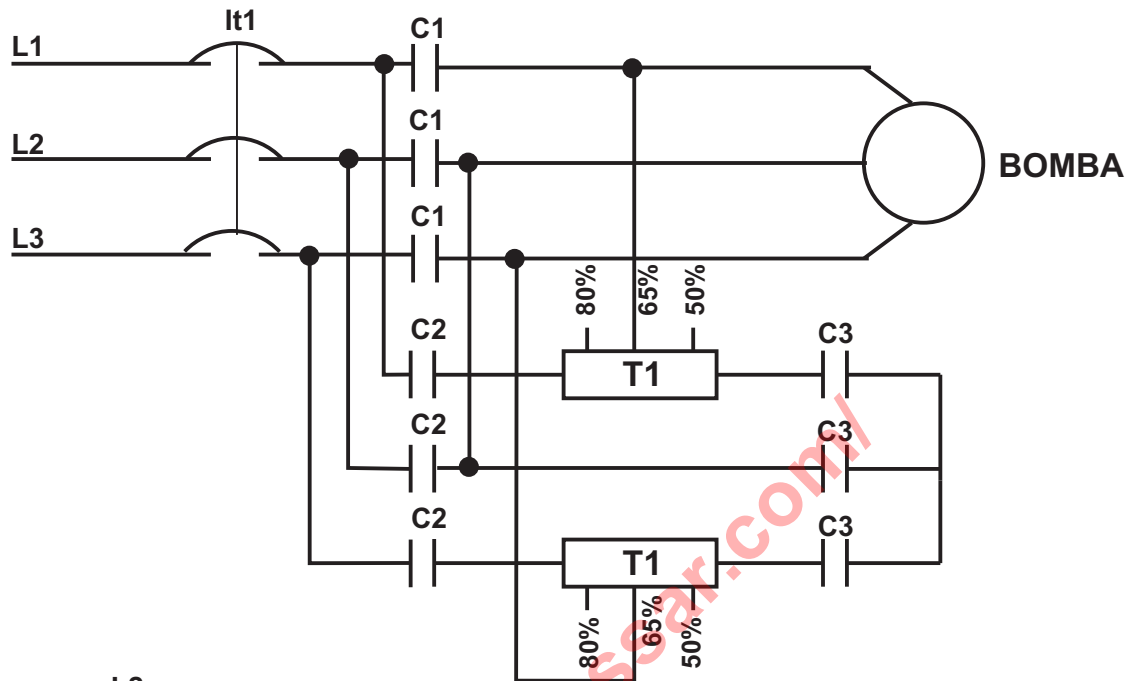 It1
L1
C1
L2
C1
BOMBA
L3
C1
80%
65%
50%
C2
T1
C3
C2
C3
C2
T1
C3
80%
65%
50%
ssar.com/